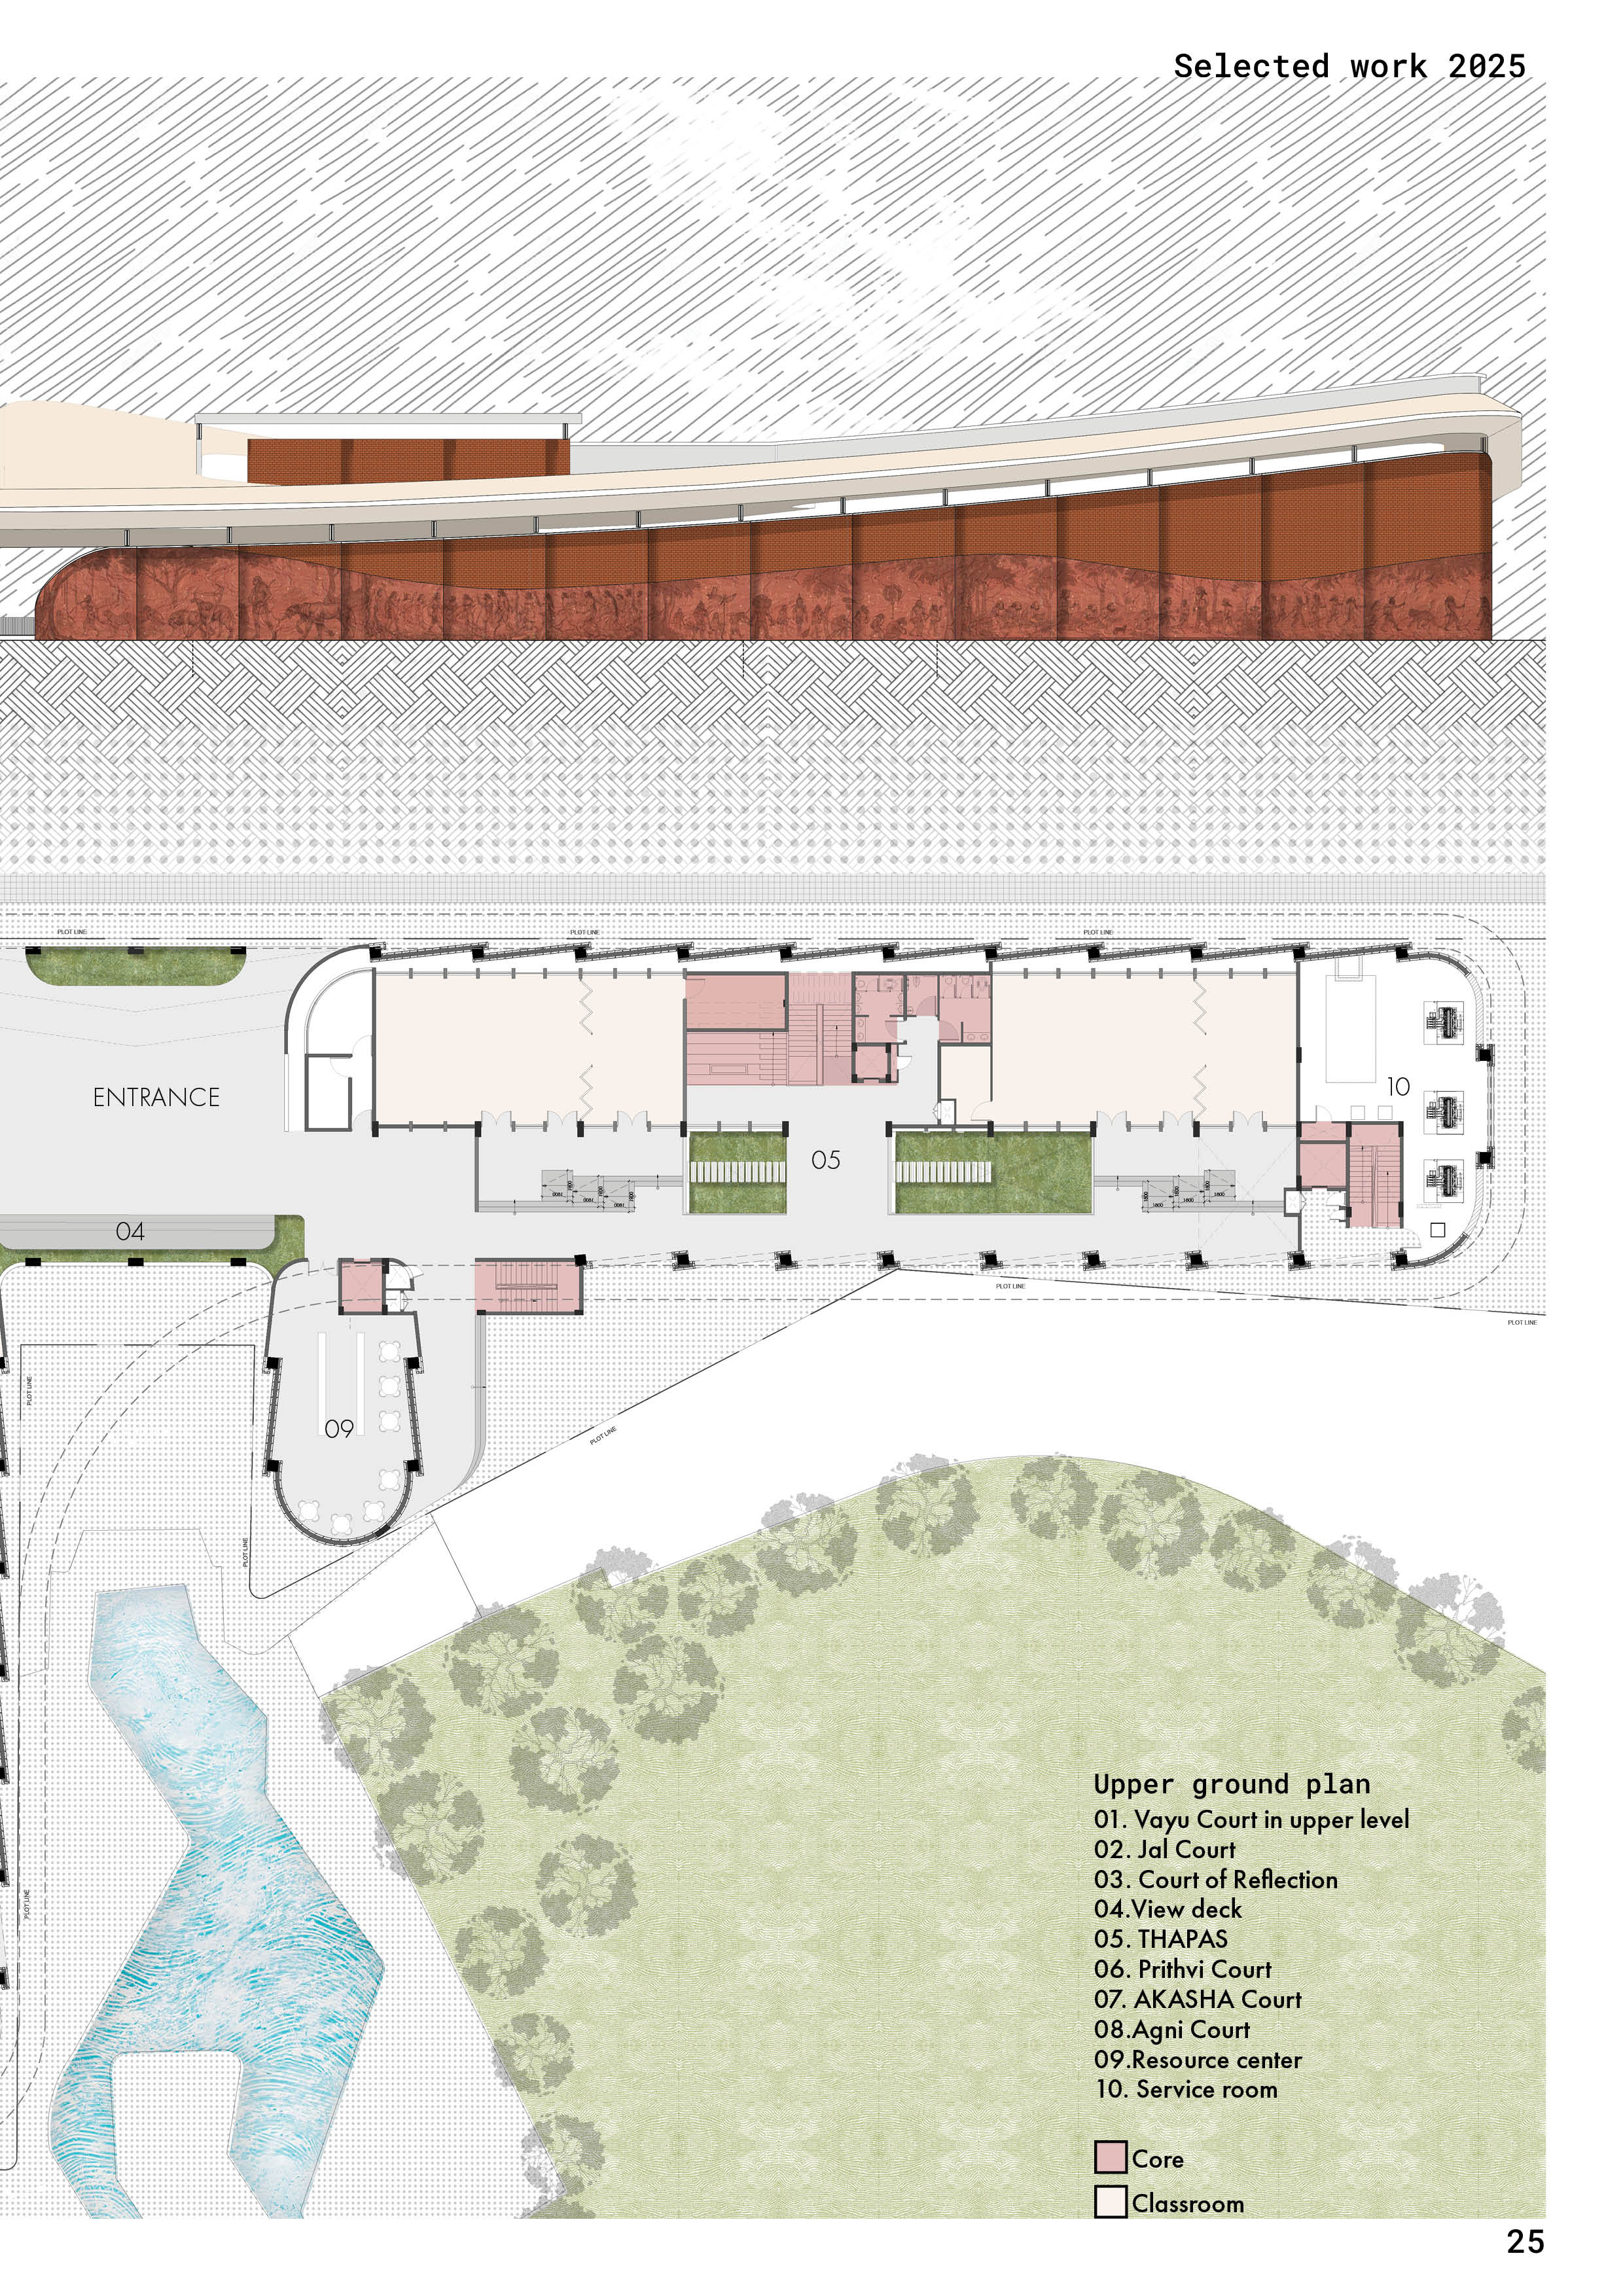 Selected work 2025
PLOT LINE
PLOT LINE
PLOT LINE
ENTRANCE
10
05
04
PLOT LINE
PLOT LINE
PLOT LINE
09
PLOT LINE
PLOT LINE
PLOT LINE
Upper ground plan
01. Vayu Court in upper level
02. Jal Court
03. Court of Reflection
04.View deck
05. THAPAS
06. Prithvi Court
07. AKASHA Court
08.Agni Court
09.Resource center
10. Service room
Core
Classroom
25